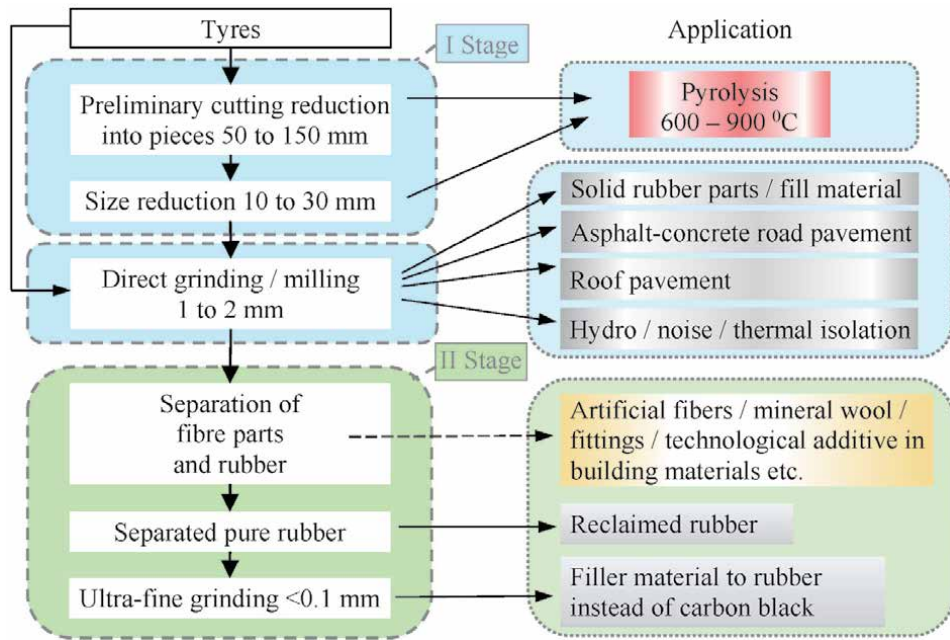 Tyres
I Stage
Application
Preliminary cutting reduction
into pieces 50 to 150 mm
Pyrolysis
600 – 900 ⁰C
Size reduction 10 to 30 mm
Solid rubber parts / fill material
Asphalt-concrete road pavement
Direct grinding / milling
1 to 2 mm
Roof pavement
Hydro / noise / thermal isolation
II Stage
Separation of
fibre parts
and rubber
Artificial fibers / mineral wool /
fittings / technological additive in
building materials etc.
Separated pure rubber
Reclaimed rubber
Ultra-fine grinding <0.1 mm
Filler material to rubber
instead of carbon black